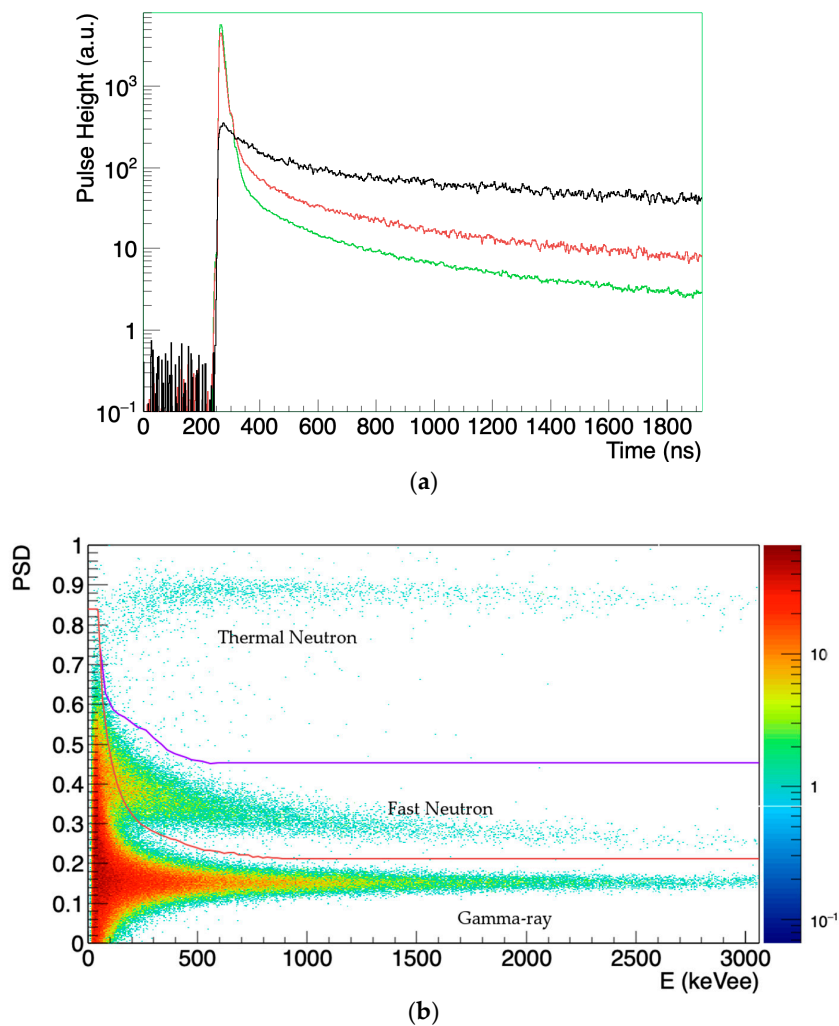 Pulse Height (a.u.)
10³
10²
10
1
10⁻¹
0 200 400 600 800 1000 1200 1400 1600 1800
Time (ns)
(a)
PSD
1
0.9
0.8
0.7
0.6
0.5
0.4
0.3
0.2
0.1
0
Thermal Neutron
Fast Neutron
Gamma-ray
10
1
10⁻¹
0 500 1000 1500 2000 2500 3000
E (keVee)
(b)